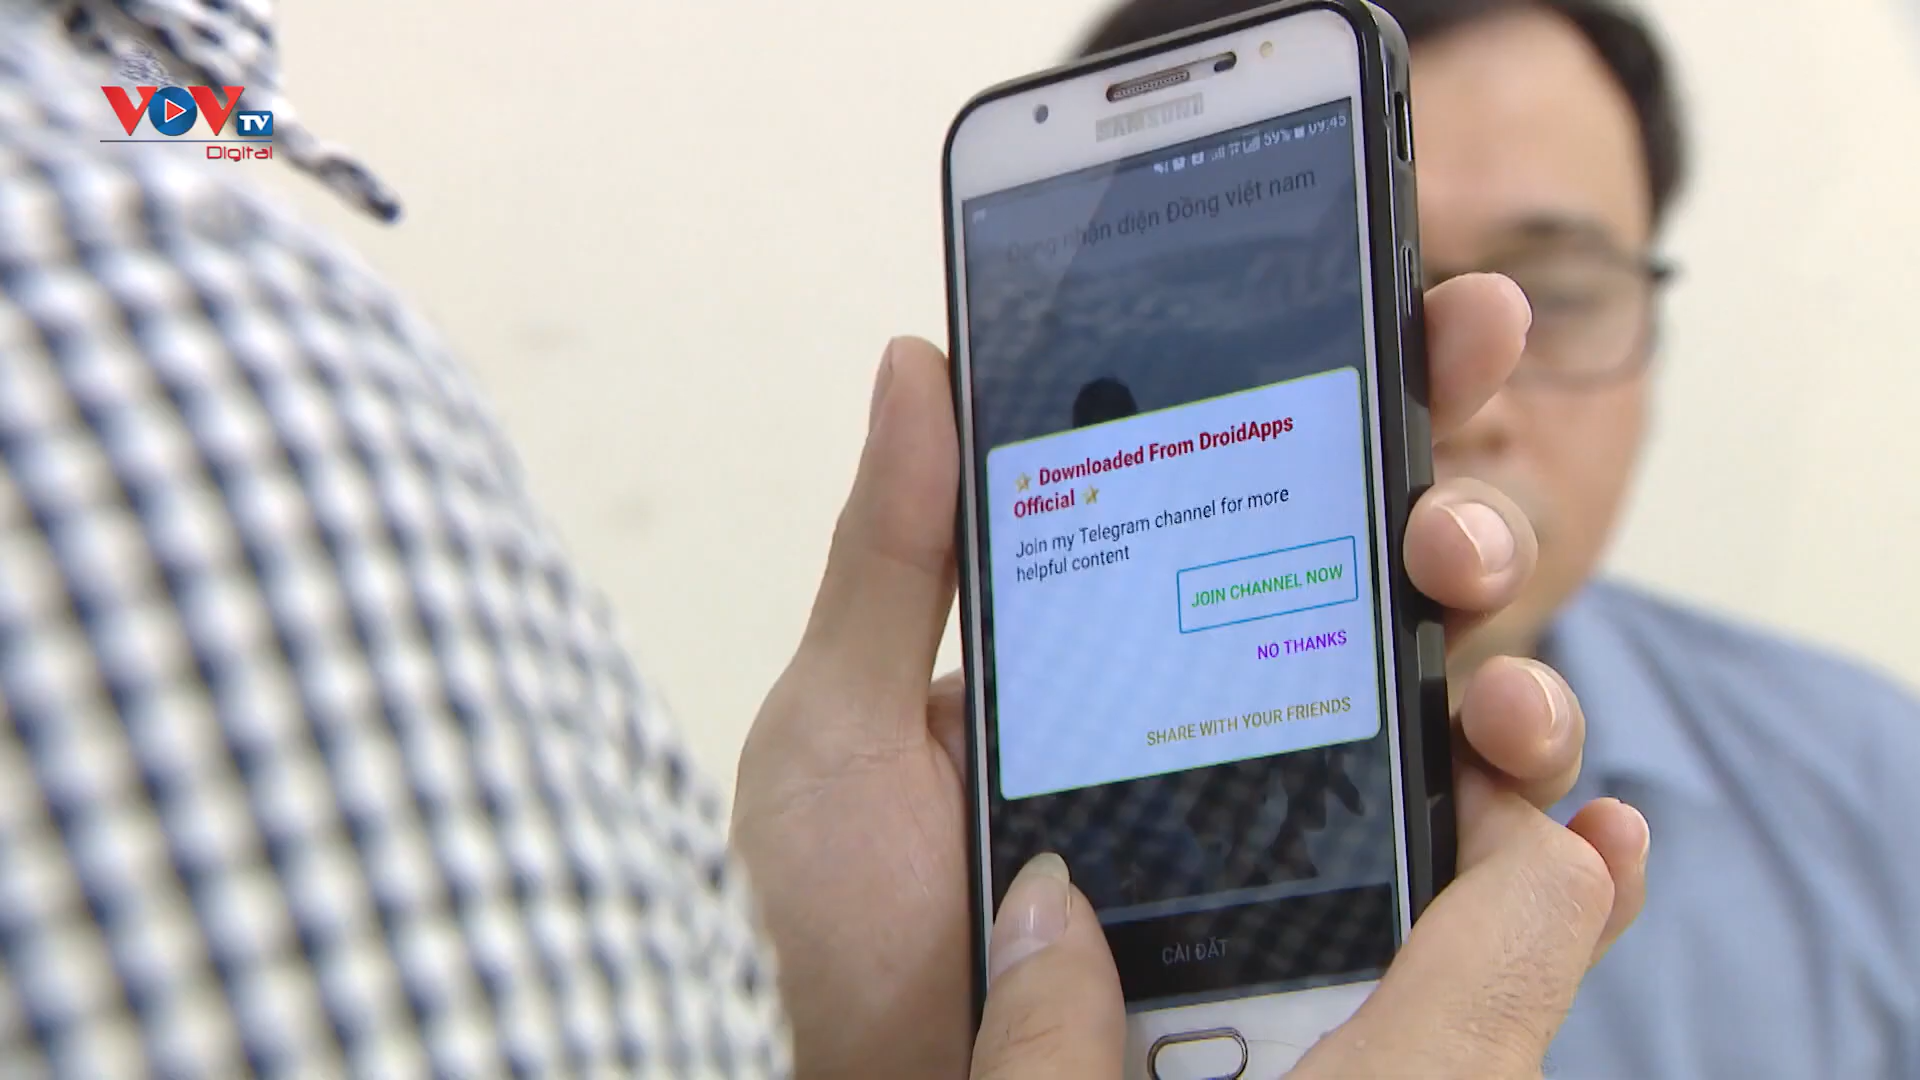 VOV TV
Digital
SAMSUNG
59% 09:45
Đang nhận diện Đồng việt nam
Downloaded From DroidApps
Official
Join my Telegram channel for more
helpful content
JOIN CHANNEL NOW
NO THANKS
SHARE WITH YOUR FRIENDS
CÀI ĐẶT